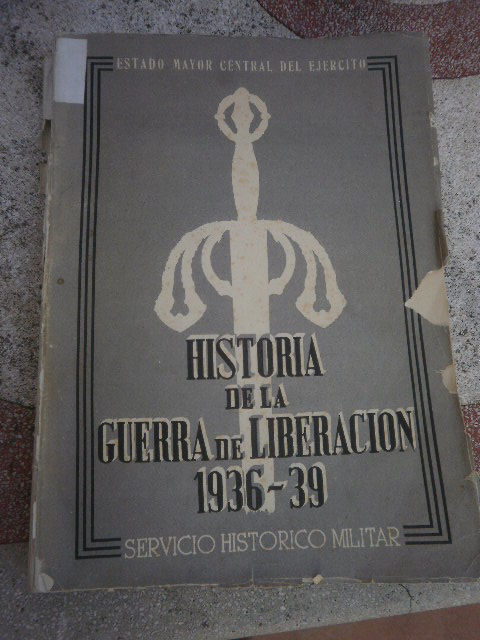 ESTADO MAYOR CENTRAL DEL EJERCITO
HISTORIA
DE LA
GUERRA DE LIBERACION
1936-39
SERVICIO HISTORICO MILITAR